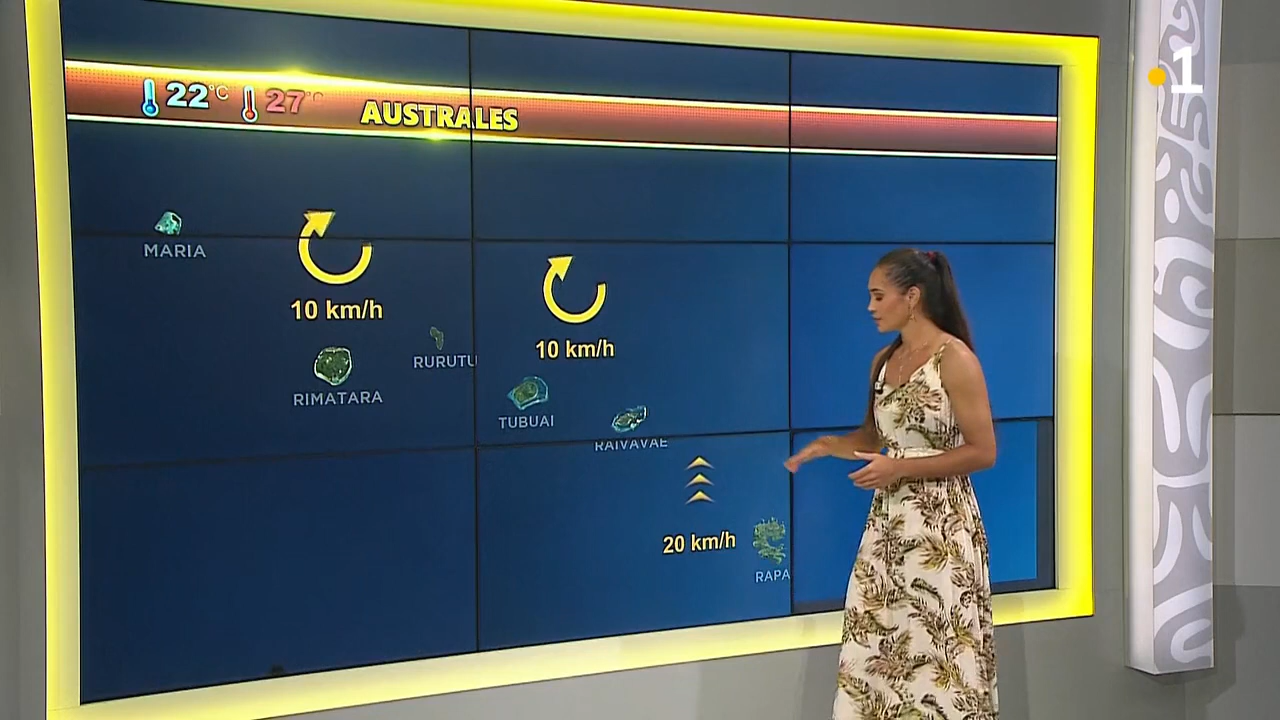 1
22°C 27°C AUSTRALES
MARIA
10 km/h
10 km/h
RURUTU
RIMATARA
TUBUAI
RAIVAVAE
20 km/h
RAPA